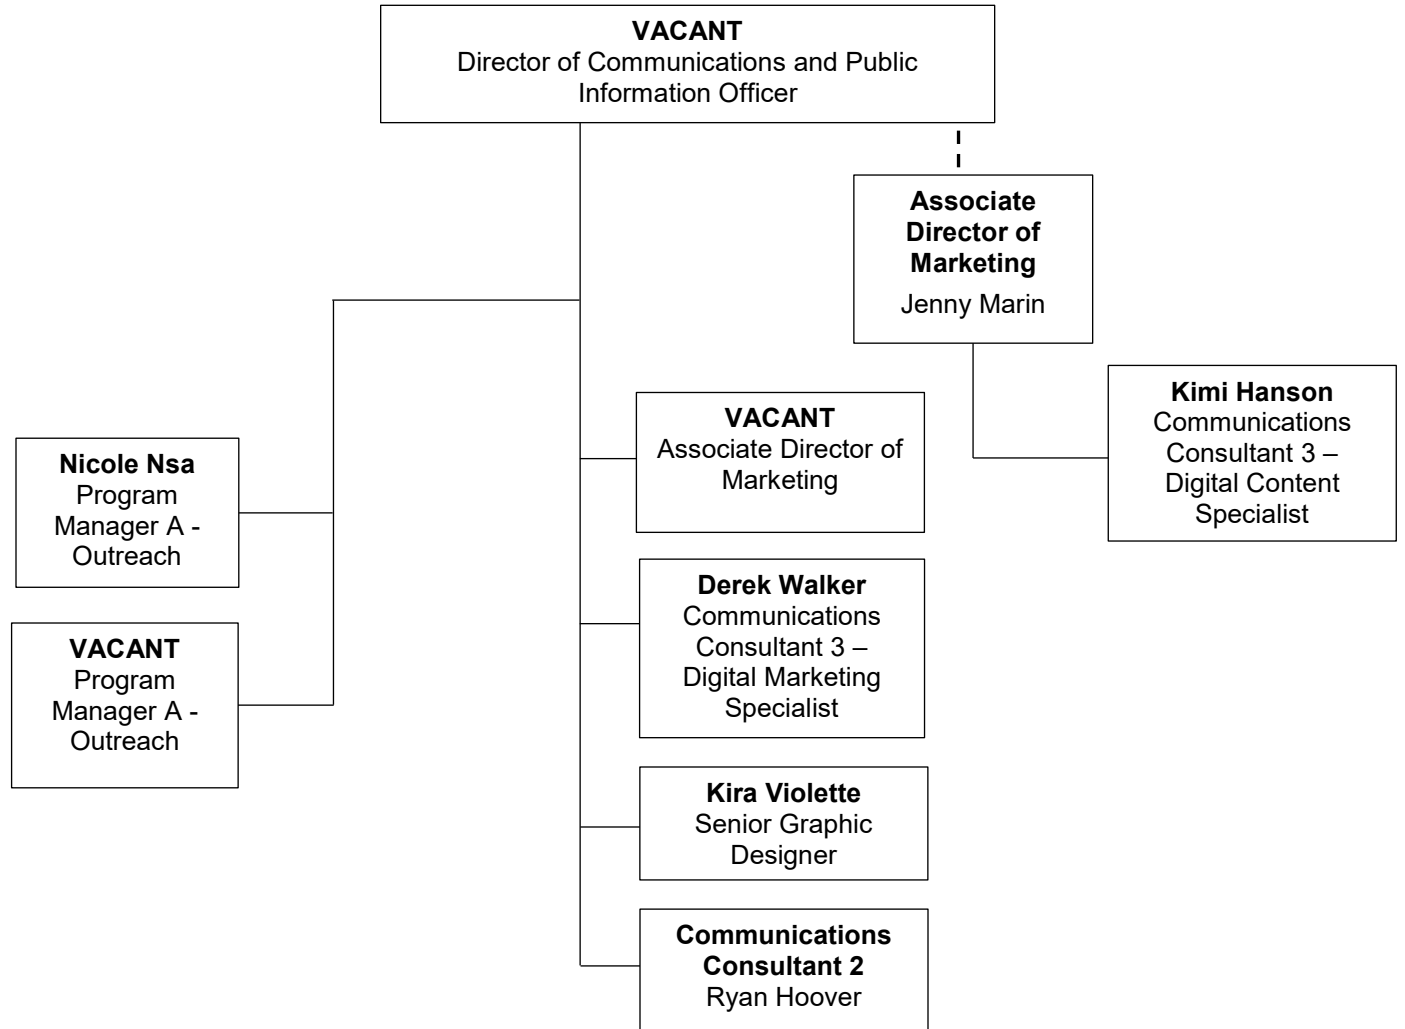 VACANT
Director of Communications and Public
Information Officer
Associate
Director of
Marketing
Jenny Marin
Kimi Hanson
Communications
Consultant 3 –
Digital Content
Specialist
VACANT
Associate Director of
Marketing
Nicole Nsa
Program
Manager A -
Outreach
Derek Walker
Communications
Consultant 3 –
Digital Marketing
Specialist
VACANT
Program
Manager A -
Outreach
Kira Violette
Senior Graphic
Designer
Communications
Consultant 2
Ryan Hoover